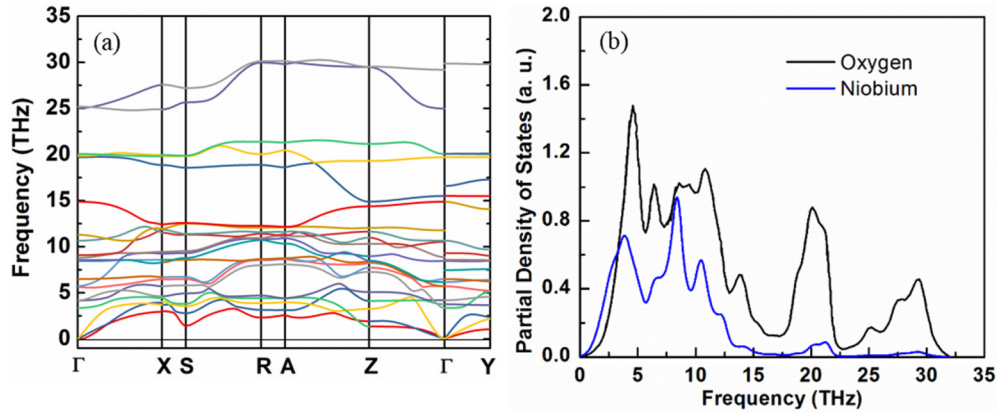 (a)
Frequency (THz)
35
30
25
20
15
10
5
0
Γ X S R A Z Γ Y
(b)
Oxygen
Niobium
Partial Density of States (a. u.)
2.0
1.6
1.2
0.8
0.4
0.0
0 5 10 15 20 25 30 35
Frequency (THz)